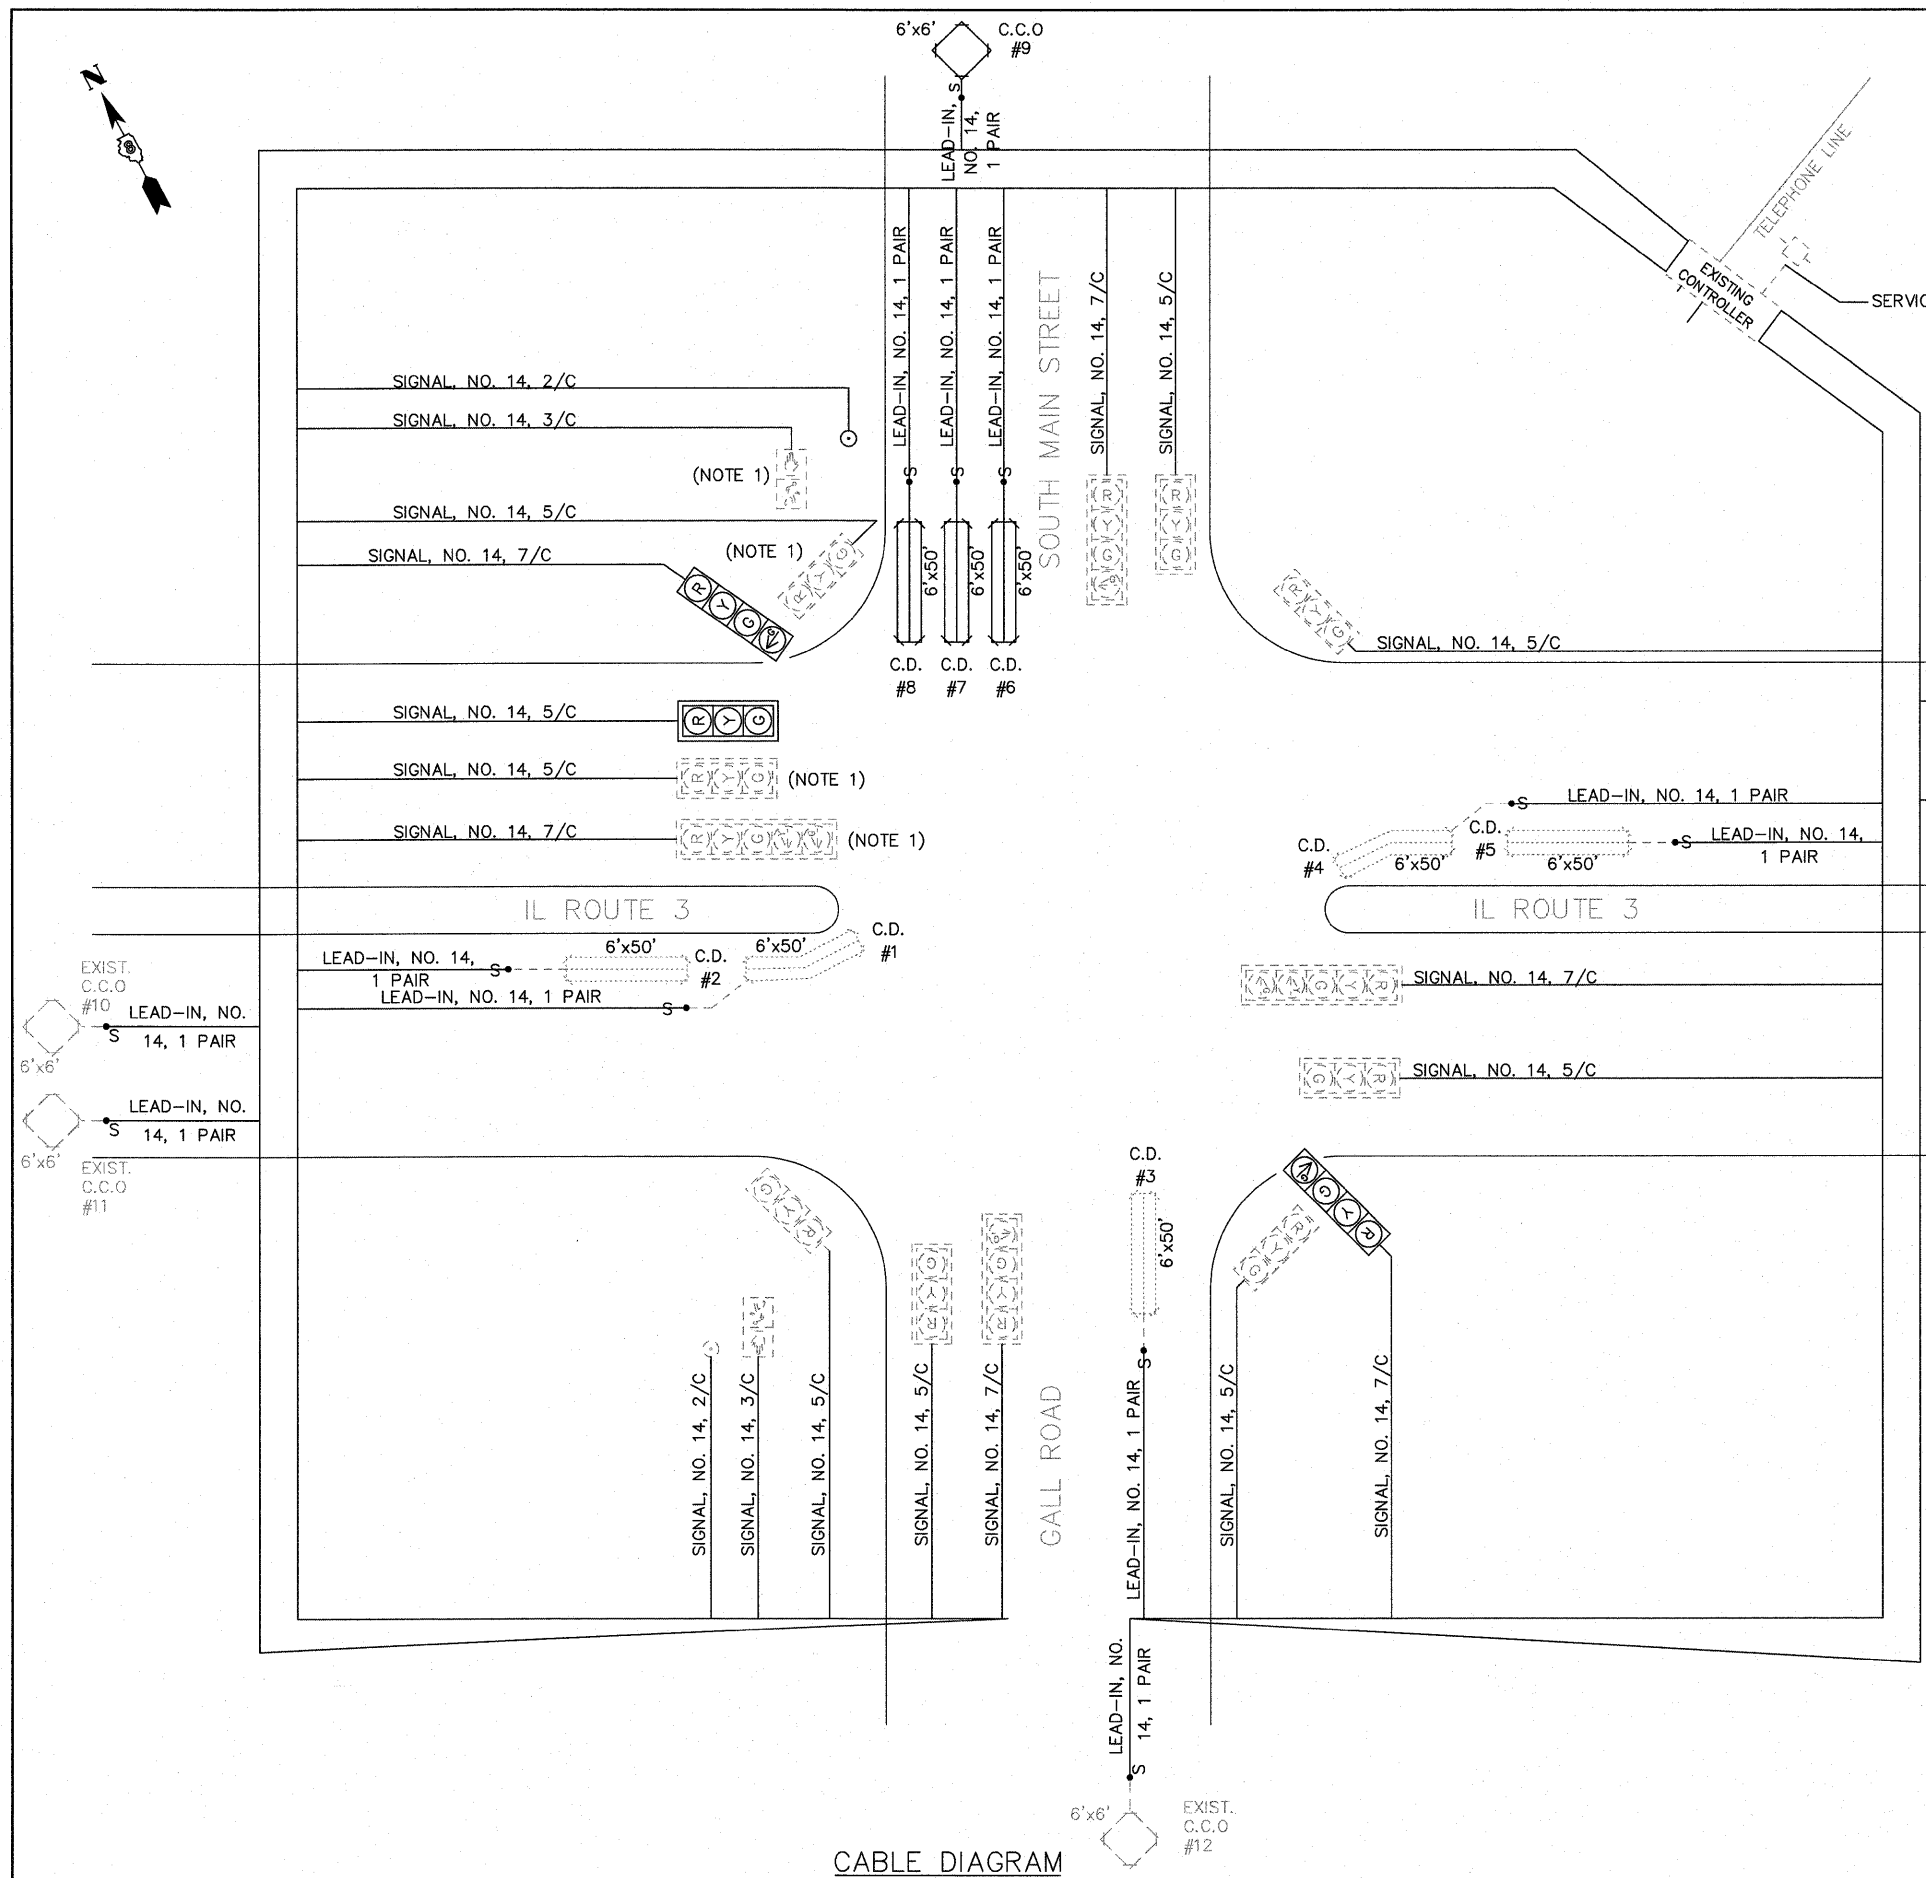 6'x6'
C.C.O
#9
N
8
LEAD-IN,
NO. 14,
1 PAIR
S
TELEPHONE LINE
EXISTING
CONTROLLER
T
SERVIC
LEAD-IN, NO. 14, 1 PAIR
LEAD-IN, NO. 14, 1 PAIR
LEAD-IN, NO. 14, 1 PAIR
SOUTH MAIN STREET
SIGNAL, NO. 14, 7/C
SIGNAL, NO. 14, 5/C
SIGNAL, NO. 14, 2/C
SIGNAL, NO. 14, 3/C
(NOTE 1)
S
S
S
R
Y
G
G
R
Y
G
SIGNAL, NO. 14, 5/C
(NOTE 1)
R Y G
SIGNAL, NO. 14, 7/C
R Y G G
6'x50'
6'x50'
6'x50'
C.D.
#8
C.D.
#7
C.D.
#6
R Y G
SIGNAL, NO. 14, 5/C
SIGNAL, NO. 14, 5/C
R Y G
SIGNAL, NO. 14, 5/C
R Y G
(NOTE 1)
SIGNAL, NO. 14, 7/C
R Y G Y G
(NOTE 1)
S
LEAD-IN, NO. 14, 1 PAIR
C.D.
#4
6'x50'
C.D.
#5
6'x50'
S
LEAD-IN, NO. 14,
1 PAIR
IL ROUTE 3
IL ROUTE 3
LEAD-IN, NO. 14,
1 PAIR
S
6'x50'
C.D.
#2
6'x50'
C.D.
#1
LEAD-IN, NO. 14, 1 PAIR
S
G Y G Y R
SIGNAL, NO. 14, 7/C
EXIST.
C.C.O
#10
6'x6'
S
LEAD-IN, NO.
14, 1 PAIR
G Y R
SIGNAL, NO. 14, 5/C
6'x6'
S
LEAD-IN, NO.
14, 1 PAIR
EXIST.
C.C.O
#11
C.D.
#3
6'x50'
S
G Y R
G
Y
R
G
G
Y
R
G Y R
G G Y R
SIGNAL, NO. 14, 2/C
SIGNAL, NO. 14, 3/C
SIGNAL, NO. 14, 5/C
SIGNAL, NO. 14, 5/C
SIGNAL, NO. 14, 7/C
GALL ROAD
LEAD-IN, NO. 14, 1 PAIR
SIGNAL, NO. 14, 5/C
SIGNAL, NO. 14, 7/C
LEAD-IN, NO.
14, 1 PAIR
S
6'x6'
EXIST.
C.C.O
#12
CABLE DIAGRAM